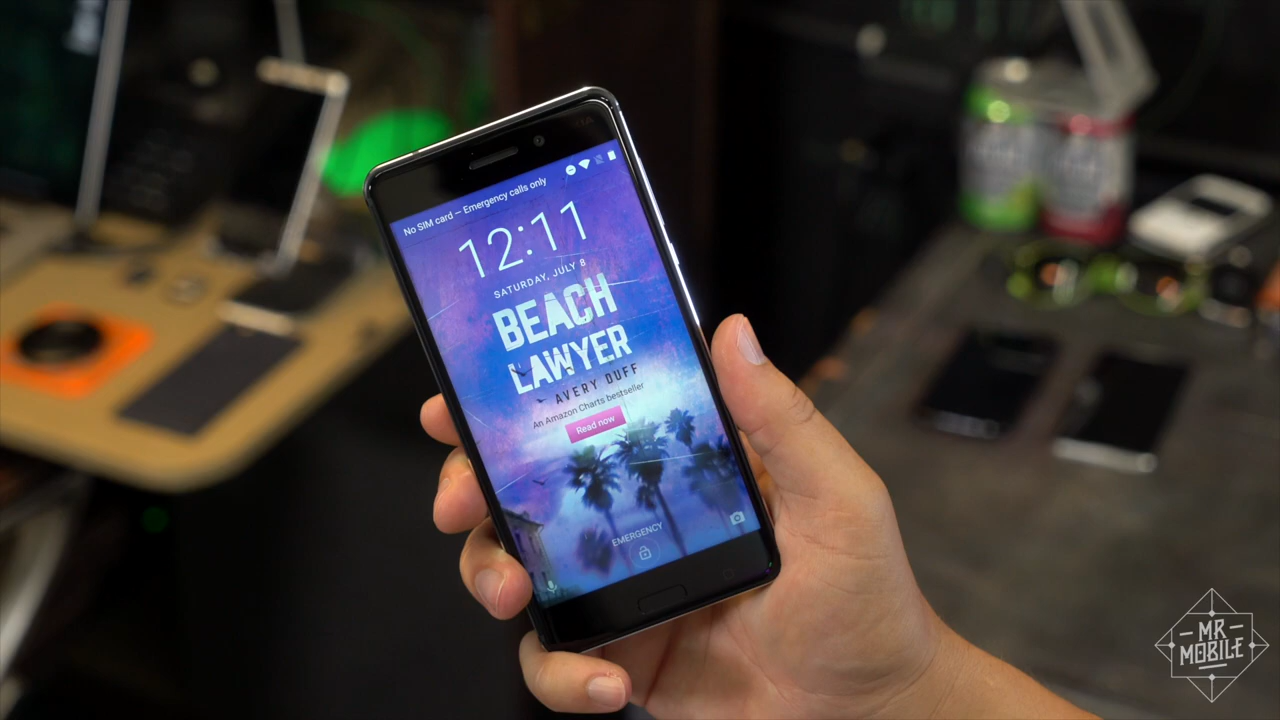 No SIM card — Emergency calls only
12:11
SATURDAY, JULY 8
BEACH
LAWYER
AVERY DUFF
An Amazon Charts bestseller
Read now
EMERGENCY
MR
MOBILE